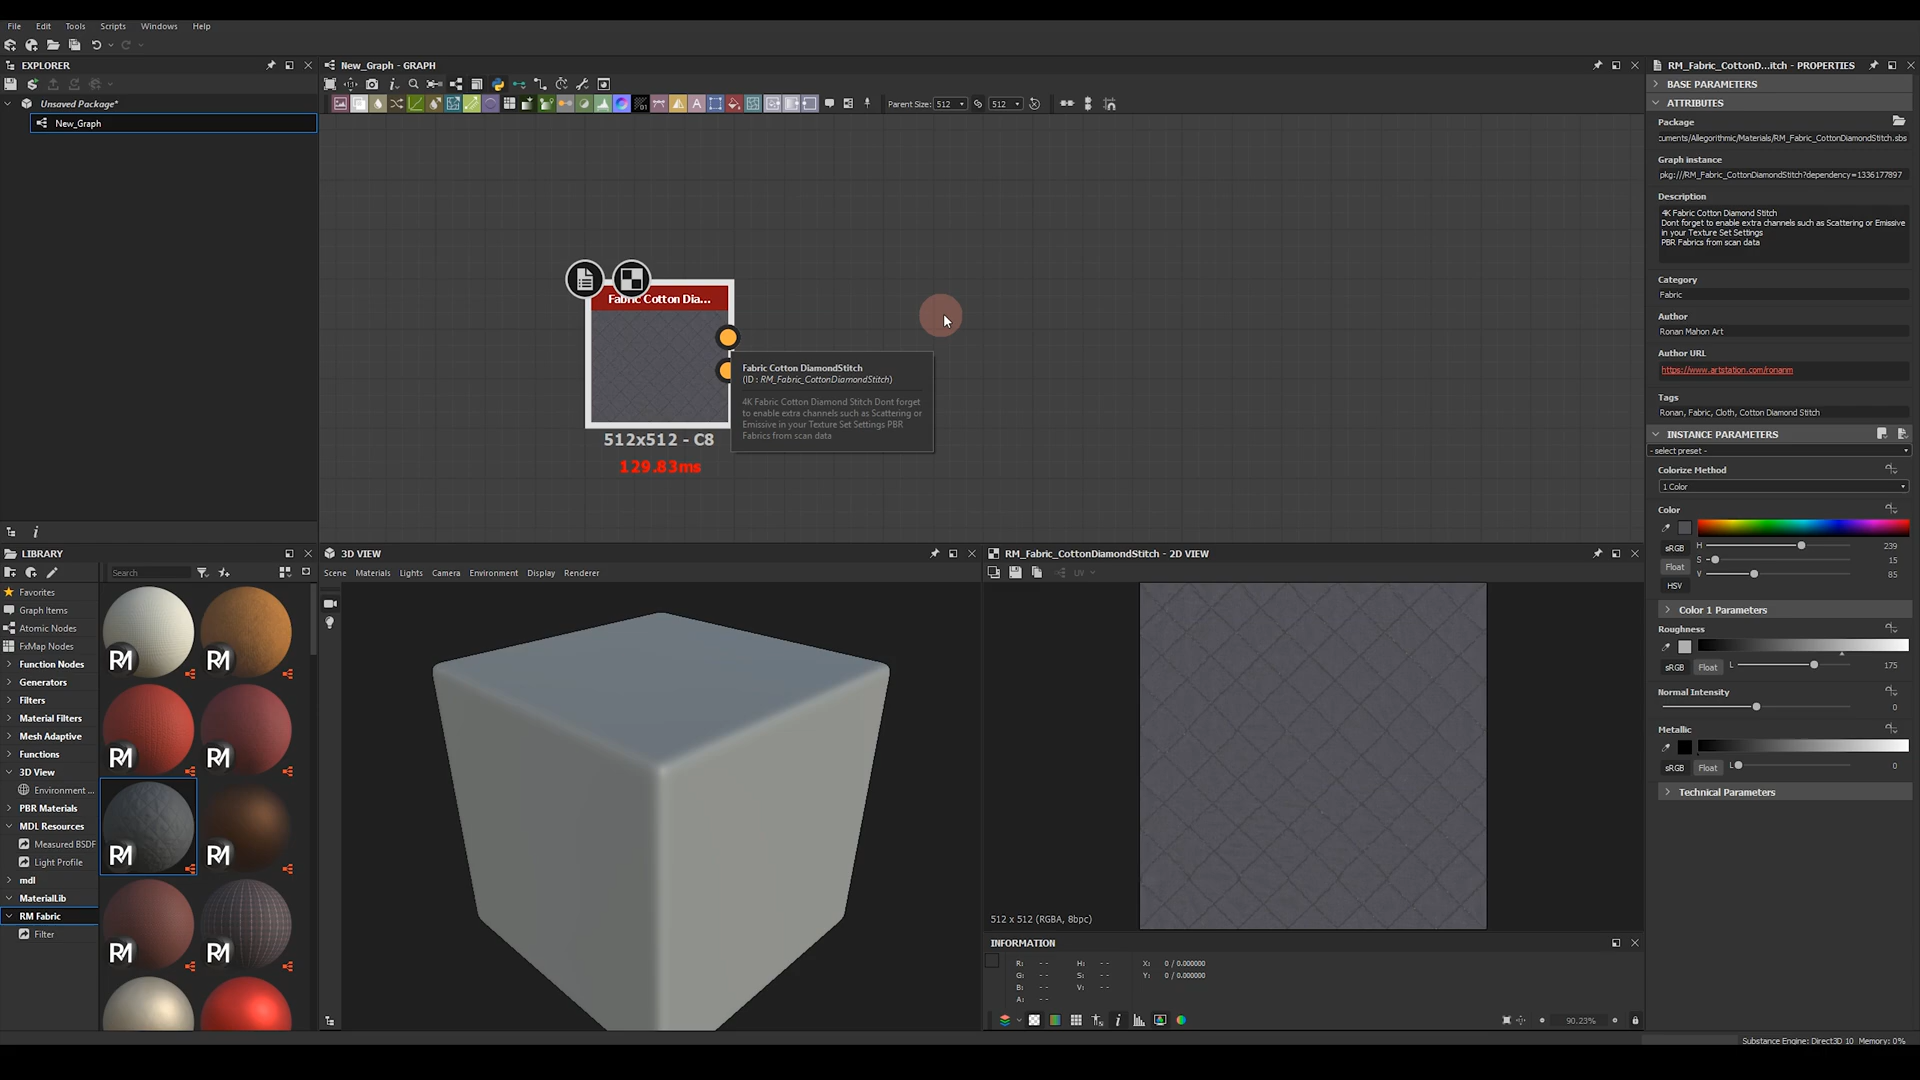 File Edit Tools Scripts Windows Help
EXPLORER
Unsaved Package*
New_Graph
New_Graph - GRAPH
Parent Size: 512 512
Fabric Cotton Dia...
512x512 - C8
129.83ms
Fabric Cotton DiamondStitch
(ID : RM_Fabric_CottonDiamondStitch)
4K Fabric Cotton Diamond Stitch Dont forget
to enable extra channels such as Scattering or
Emissive in your Texture Set Settings PBR
Fabrics from scan data
LIBRARY
Search
Favorites
Graph Items
Atomic Nodes
FxMap Nodes
Function Nodes
Generators
Filters
Material Filters
Mesh Adaptive
Functions
3D View
Environment ...
PBR Materials
MDL Resources
Measured BSDF
Light Profile
mdl
MaterialLib
RM Fabric
Filter
RM RM
RM RM
RM RM
RM RM
3D VIEW
Scene Materials Lights Camera Environment Display Renderer
RM_Fabric_CottonDiamondStitch - 2D VIEW
UV
512 x 512 (RGBA, 8bpc)
INFORMATION
R: -- H: -- X: 0 / 0.000000
G: -- S: -- Y: 0 / 0.000000
B: -- V: --
A: --
90.23%
RM_Fabric_CottonD...itch - PROPERTIES
BASE PARAMETERS
ATTRIBUTES
Package
cuments/Allegorithmic/Materials/RM_Fabric_CottonDiamondStitch.sbs
Graph instance
pkg:///RM_Fabric_CottonDiamondStitch?dependency=1336177897
Description
4K Fabric Cotton Diamond Stitch
Dont forget to enable extra channels such as Scattering or Emissive
in your Texture Set Settings
PBR Fabrics from scan data
Category
Fabric
Author
Ronan Mahon Art
Author URL
https://www.artstation.com/ronanm
Tags
Ronan, Fabric, Cloth, Cotton Diamond Stitch
INSTANCE PARAMETERS
- select preset -
Colorize Method
1 Color
Color
sRGB H 239
Float S 15
HSV V 85
Color 1 Parameters
Roughness
sRGB Float L 175
Normal Intensity
0
Metallic
sRGB Float L 0
Technical Parameters
Substance Engine: Direct3D 10 Memory: 0%